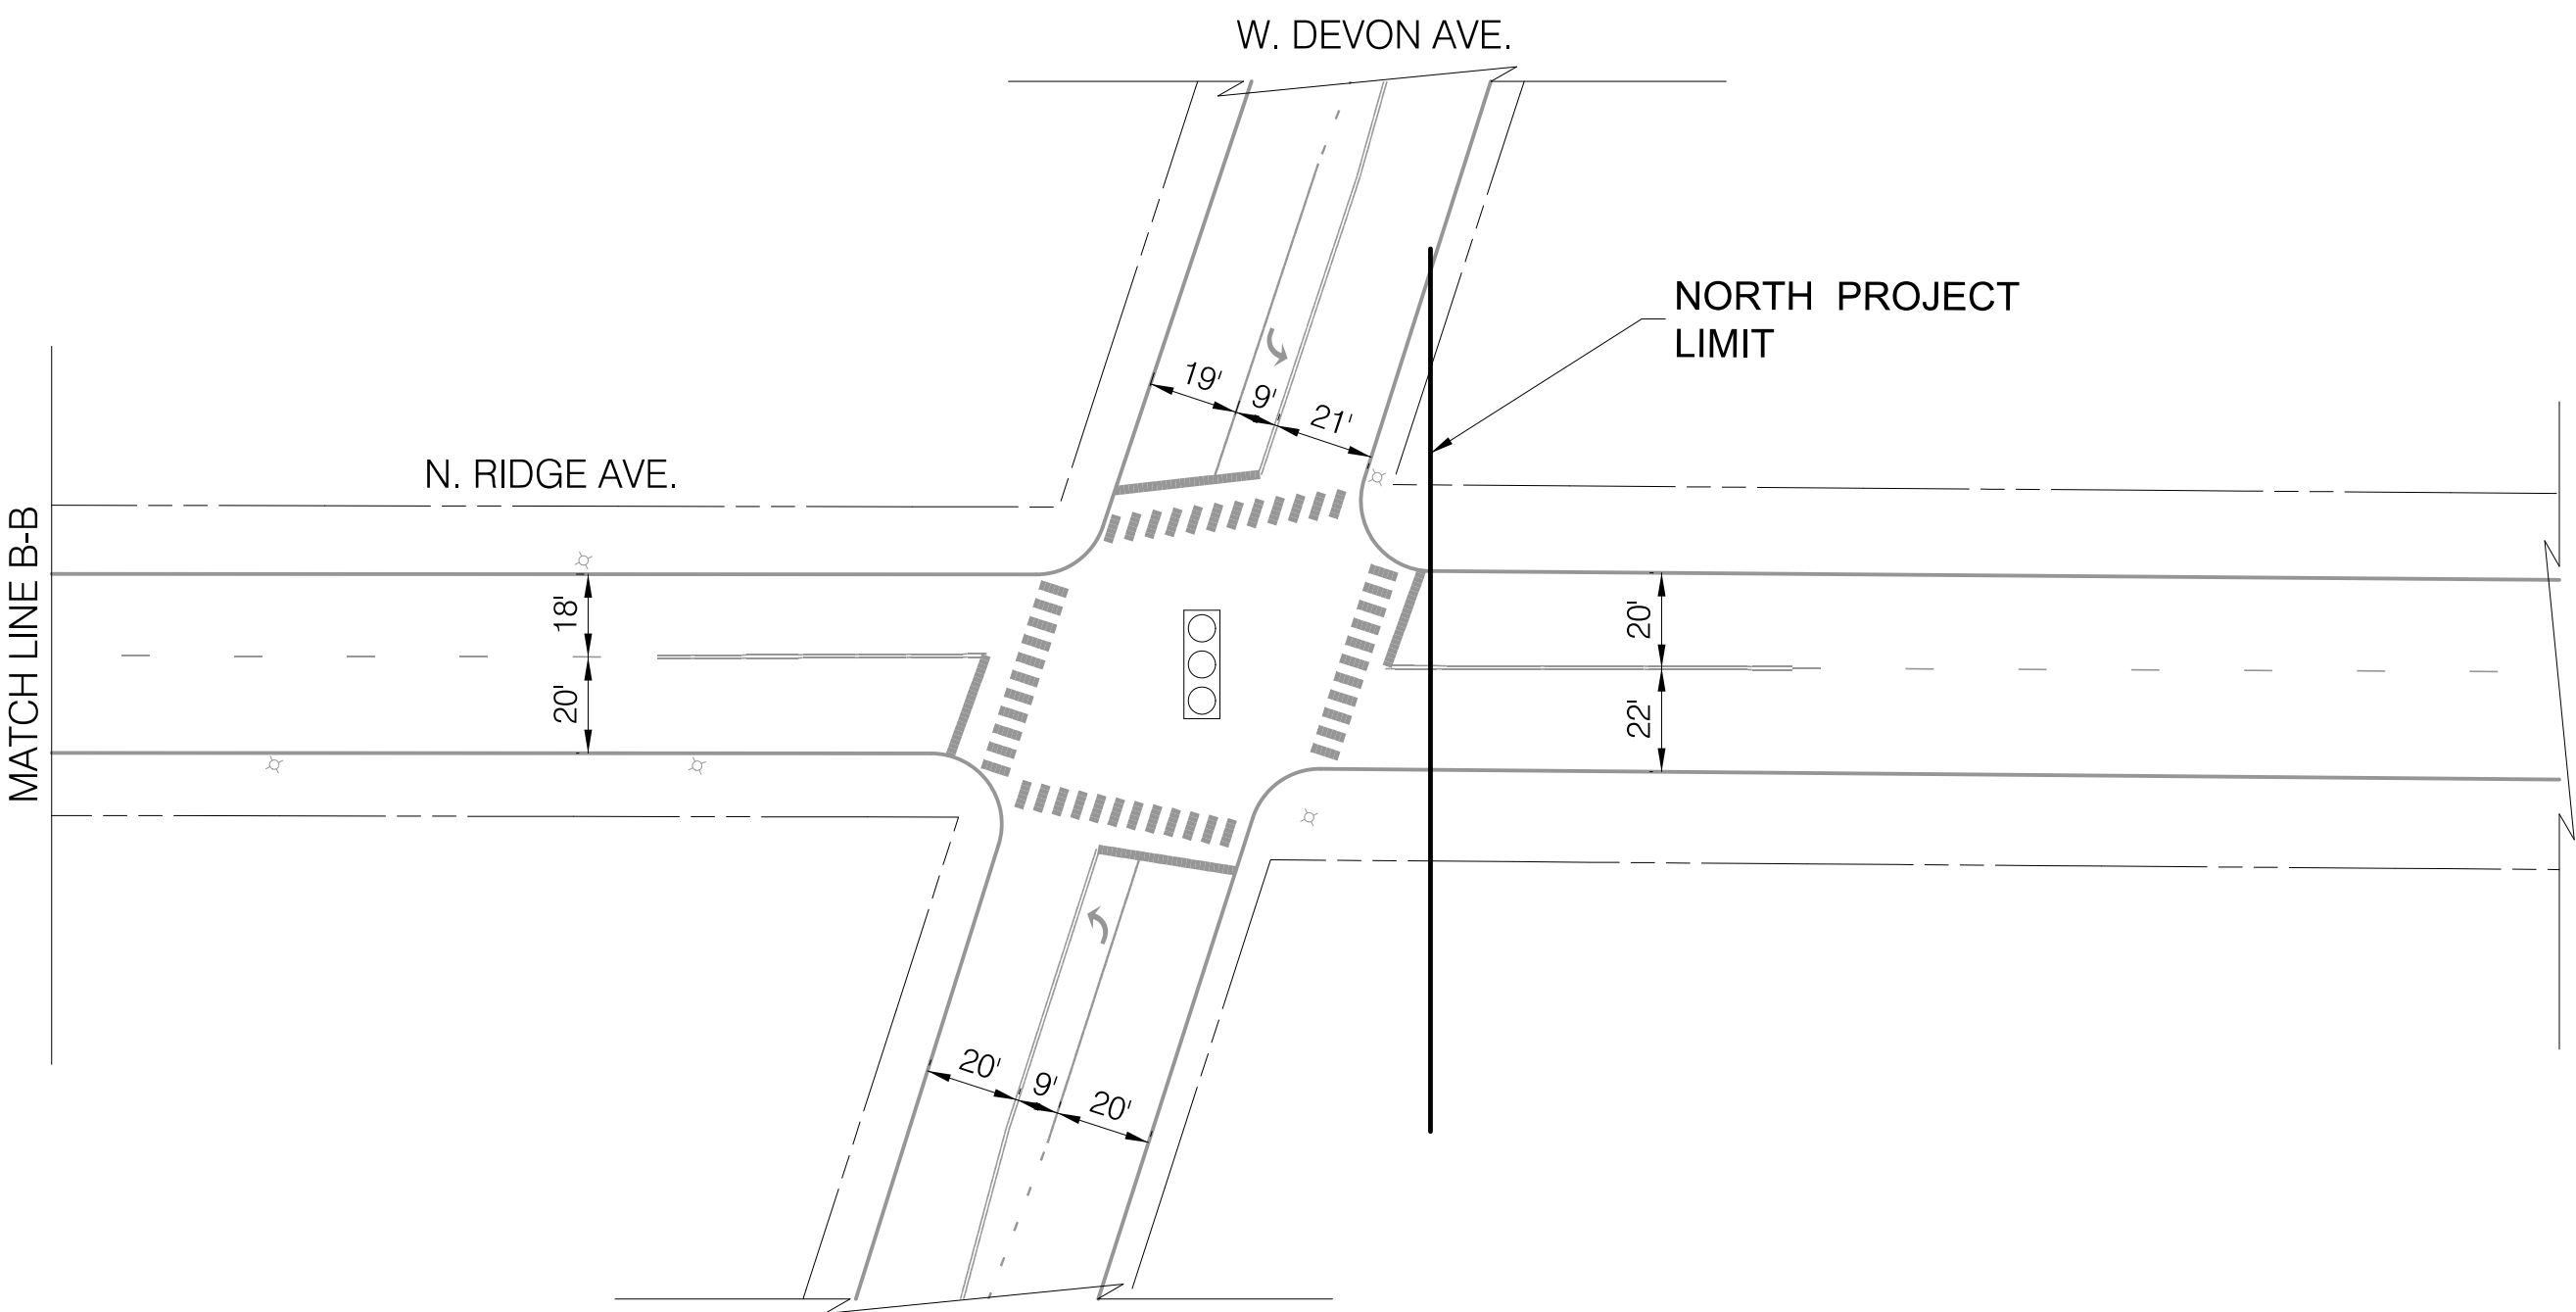 W. DEVON AVE.
NORTH PROJECT
LIMIT
19'
9'
21'
N. RIDGE AVE.
MATCH LINE B-B
18'
20'
20'
22'
20'
9'
20'